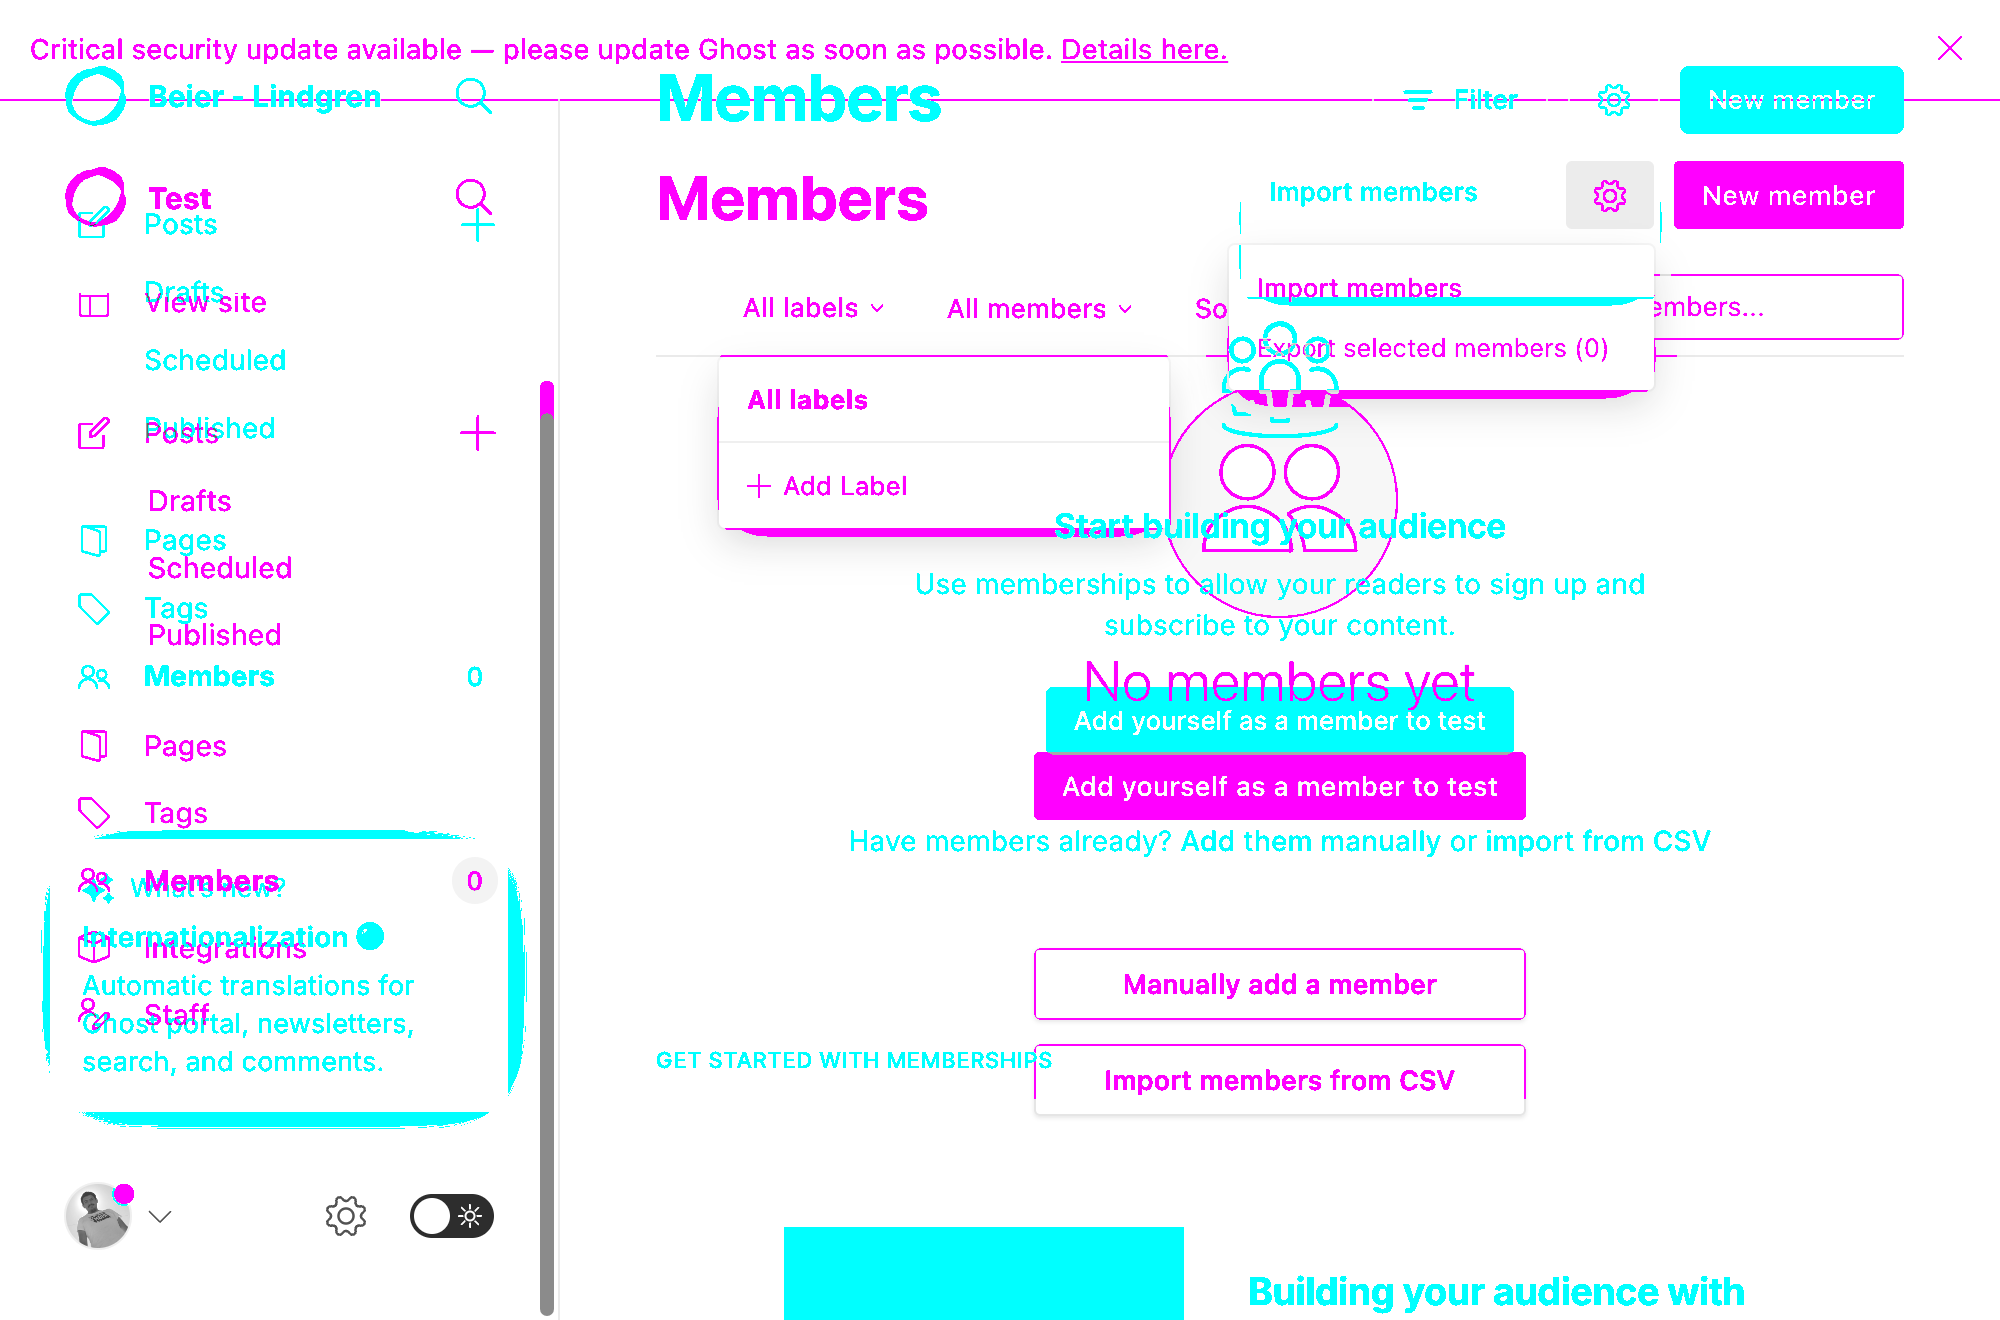 Critical security update available — please update Ghost as soon as possible. Details here.
Beier - Lindgren
Members
Filter
New member
Test
Members
Import members
New member
Posts
Drafts
View site
All labels
All members
So
Import members
embers...
Scheduled
Export selected members (0)
All labels
Published
Posts
Add Label
Drafts
Pages
Start building your audience
Scheduled
Use memberships to allow your readers to sign up and
subscribe to your content.
Tags
Published
Members 0
No members yet
Add yourself as a member to test
Pages
Add yourself as a member to test
Tags
Have members already? Add them manually or import from CSV
Members 0
What's new?
Internationalization
Integrations
Automatic translations for
Ghost portal, newsletters,
search, and comments.
Staff
Manually add a member
GET STARTED WITH MEMBERSHIPS
Import members from CSV
Building your audience with